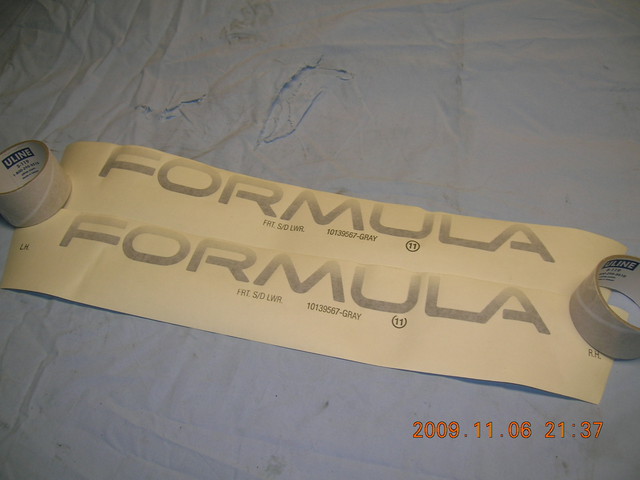 ULINE
FORMULA
FRT. S/D LWR. 10139567-GRAY 11
L.H.
FORMULA
FRT. S/D LWR. 10139567-GRAY 11
ULINE
R.H.
2009.11.06 21:37